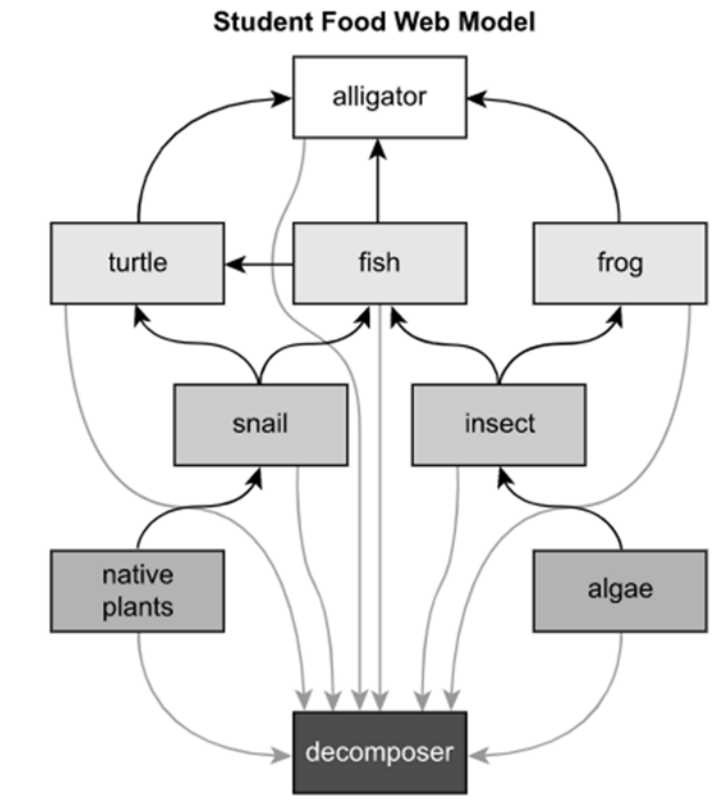 Student Food Web Model
alligator
turtle
fish
frog
snail
insect
native
plants
algae
decomposer